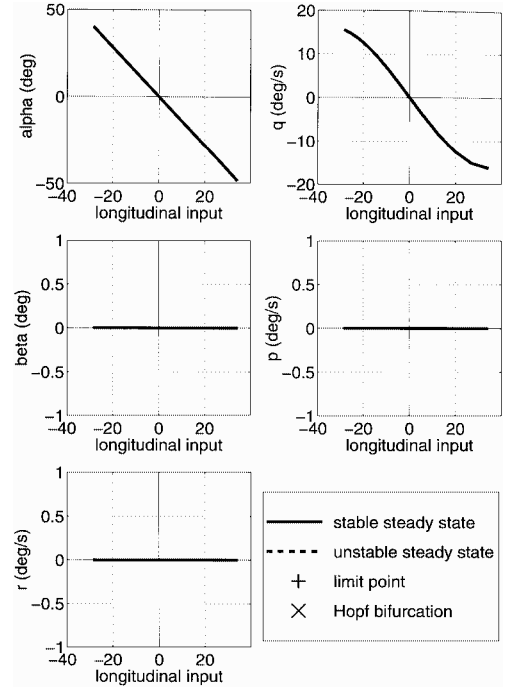 50
0
−50
−40 −20 0 20
longitudinal input
alpha (deg)
20
10
0
−10
−20
−40 −20 0 20
longitudinal input
q (deg/s)
1
0.5
0
−0.5
−1
−40 −20 0 20
longitudinal input
beta (deg)
1
0.5
0
−0.5
−1
−40 −20 0 20
longitudinal input
p (deg/s)
1
0.5
0
−0.5
−1
−40 −20 0 20
longitudinal input
r (deg/s)
stable steady state
unstable steady state
limit point
Hopf bifurcation